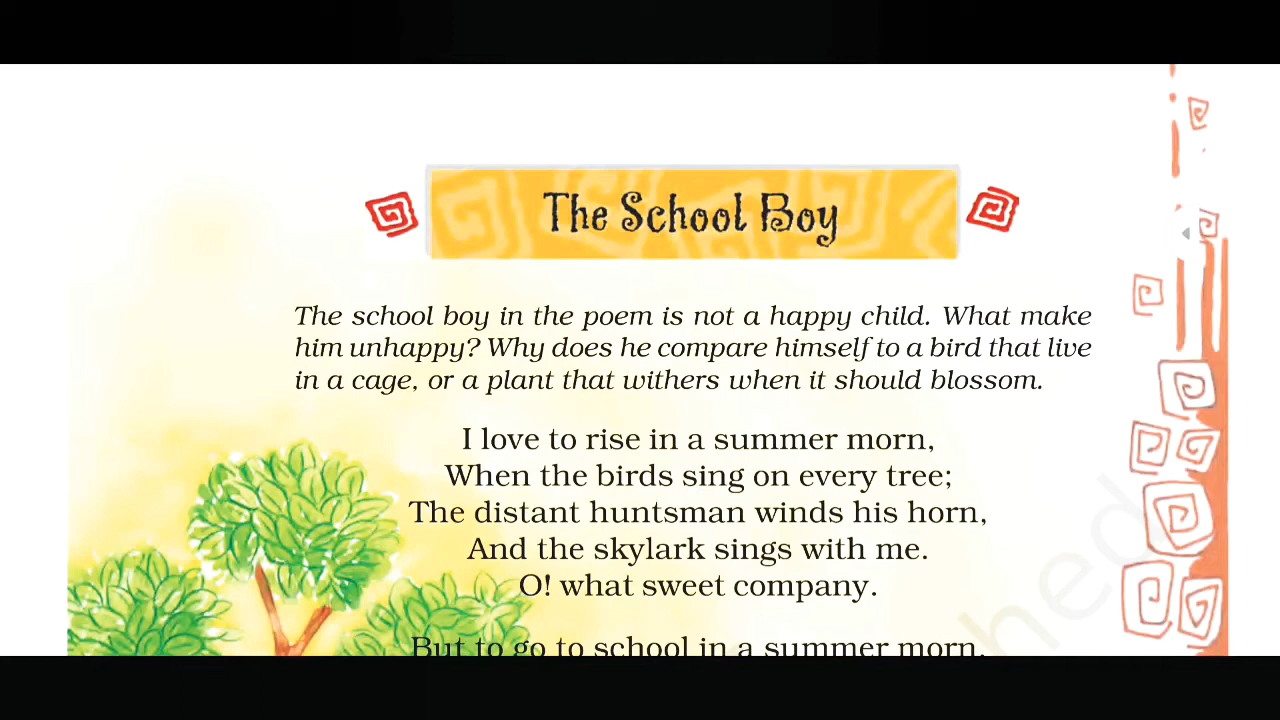 The School Boy
The school boy in the poem is not a happy child. What make
him unhappy? Why does he compare himself to a bird that live
in a cage, or a plant that withers when it should blossom.
I love to rise in a summer morn,
When the birds sing on every tree;
The distant huntsman winds his horn,
And the skylark sings with me.
O! what sweet company.
But to go to school in a summer morn,
hed